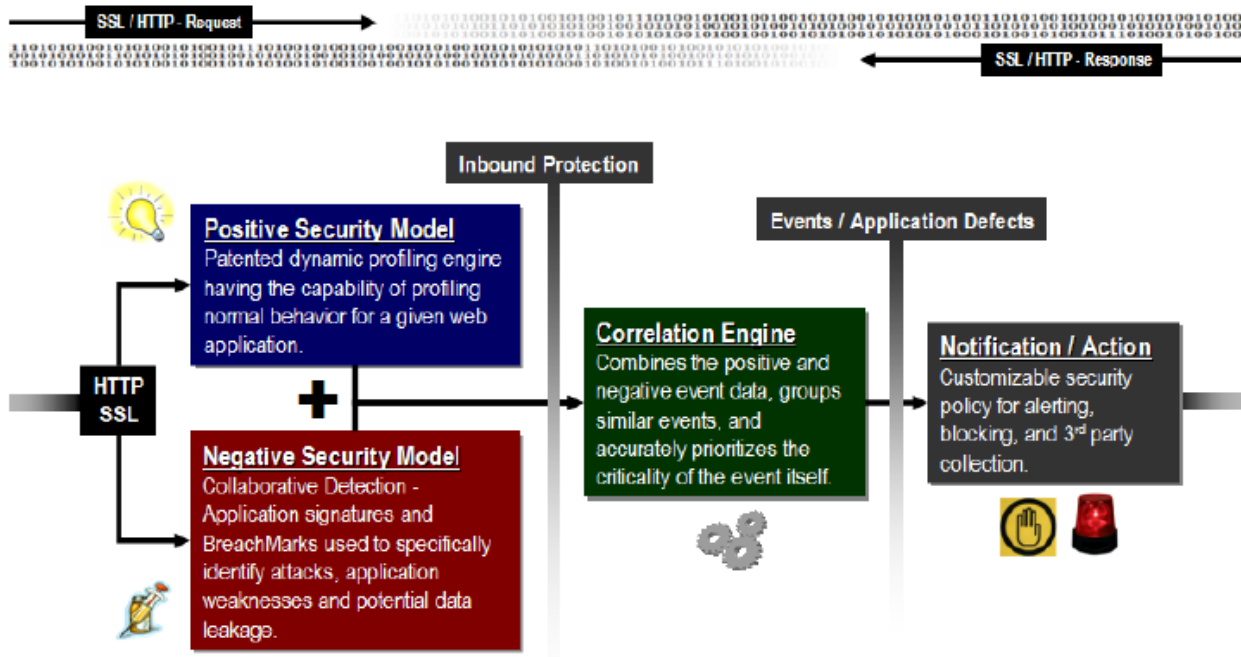 SSL / HTTP - Request
SSL / HTTP - Response
Inbound Protection
Events / Application Defects
HTTP
SSL
Positive Security Model
Patented dynamic profiling engine
having the capability of profiling
normal behavior for a given web
application.
+
Negative Security Model
Collaborative Detection -
Application signatures and
BreachMarks used to specifically
identify attacks, application
weaknesses and potential data
leakage.
Correlation Engine
Combines the positive and
negative event data, groups
similar events, and
accurately prioritizes the
criticality of the event itself.
Notification / Action
Customizable security
policy for alerting,
blocking, and 3rd party
collection.